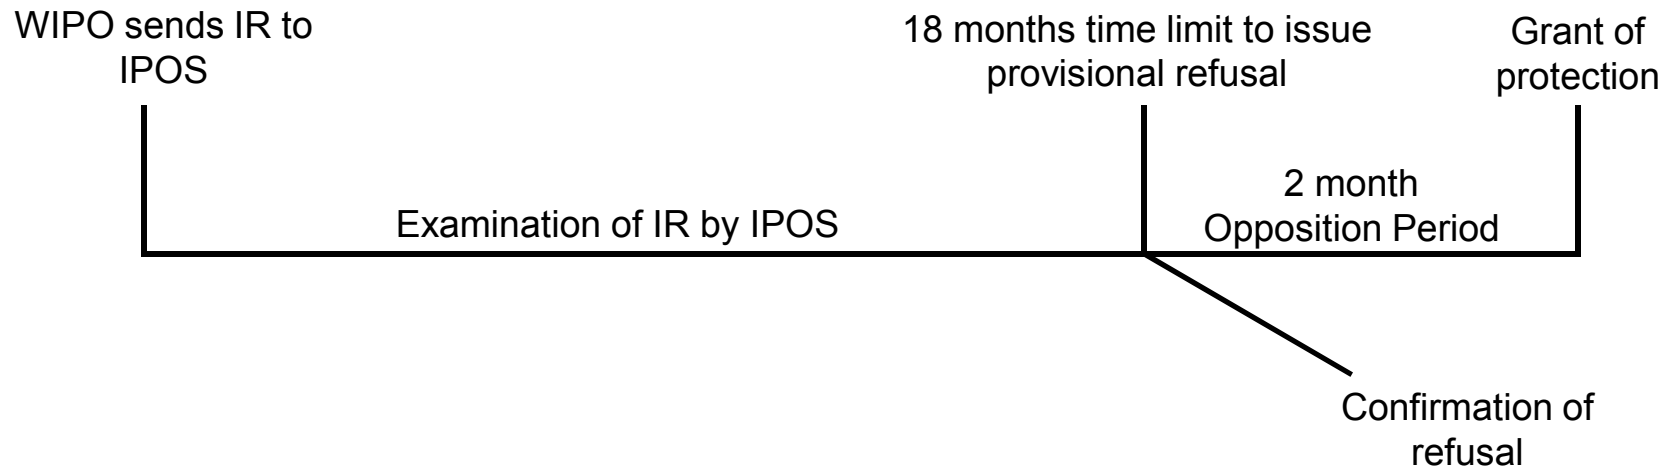 WIPO sends IR to
IPOS
18 months time limit to issue
provisional refusal
Grant of
protection
Examination of IR by IPOS
2 month
Opposition Period
Confirmation of
refusal